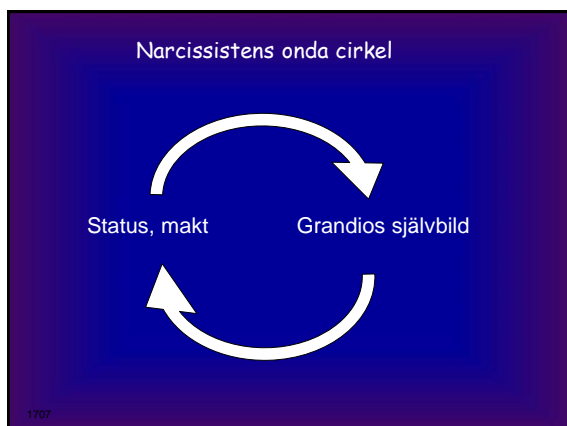 Narcissistens onda cirkel
Status, makt
Grandios självbild
1707